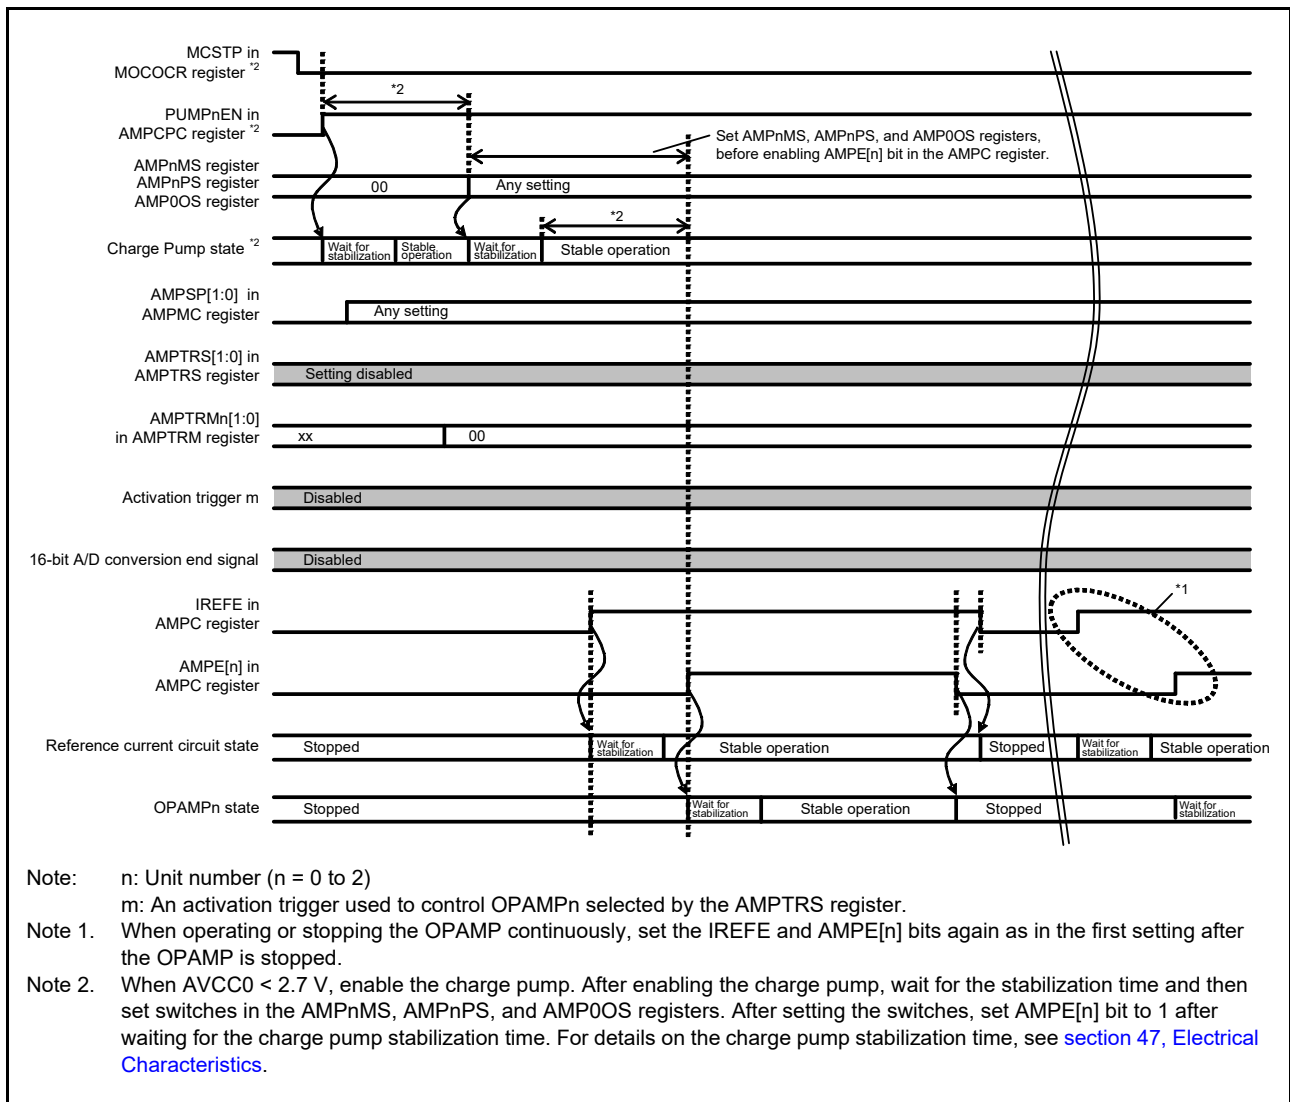 MCSTP in
MOCOCR register *2
*2
PUMPnEN in
AMPCPC register *2
Set AMPnMS, AMPnPS, and AMP0OS registers,
before enabling AMPE[n] bit in the AMPC register.
AMPnMS register
AMPnPS register
AMP0OS register
00
Any setting
*2
Charge Pump state *2
Wait for
stabilization
Stable
operation
Wait for
stabilization
Stable operation
AMPSP[1:0] in
AMPMC register
Any setting
AMPTRS[1:0] in
AMPTRS register
Setting disabled
AMPTRMn[1:0]
in AMPTRM register
xx
00
Activation trigger m
Disabled
16-bit A/D conversion end signal
Disabled
IREFE in
AMPC register
*1
AMPE[n] in
AMPC register
Reference current circuit state
Stopped
Wait for
stabilization
Stable operation
Stopped
Wait for
stabilization
Stable operation
OPAMPn state
Stopped
Wait for
stabilization
Stable operation
Stopped
Wait for
stabilization
Note: n: Unit number (n = 0 to 2)
m: An activation trigger used to control OPAMPn selected by the AMPTRS register.
Note 1. When operating or stopping the OPAMP continuously, set the IREFE and AMPE[n] bits again as in the first setting after
the OPAMP is stopped.
Note 2. When AVCC0 < 2.7 V, enable the charge pump. After enabling the charge pump, wait for the stabilization time and then
set switches in the AMPnMS, AMPnPS, and AMP0OS registers. After setting the switches, set AMPE[n] bit to 1 after
waiting for the charge pump stabilization time. For details on the charge pump stabilization time, see section 47, Electrical
Characteristics.